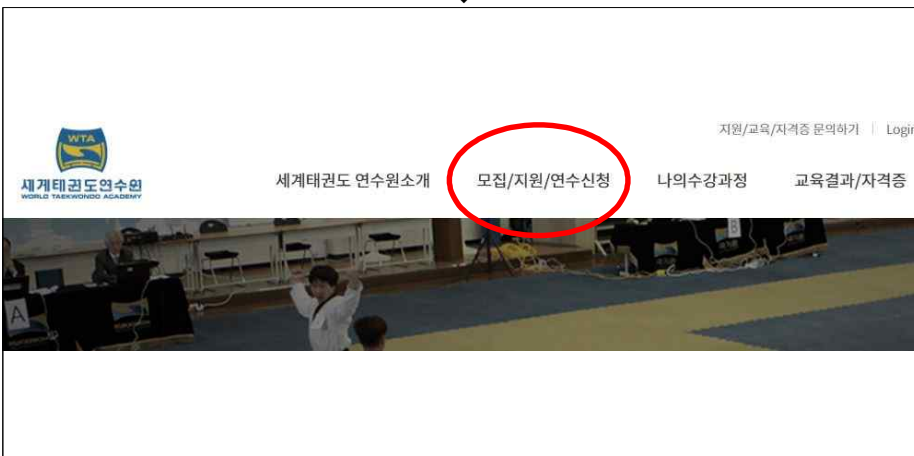 지원/교육/자격증 문의하기 | Login
WTA
세계태권도연수원
WORLD TAEKWONDO ACADEMY
세계태권도 연수원소개 모집/지원/연수신청 나의수강과정 교육결과/자격증
A
B